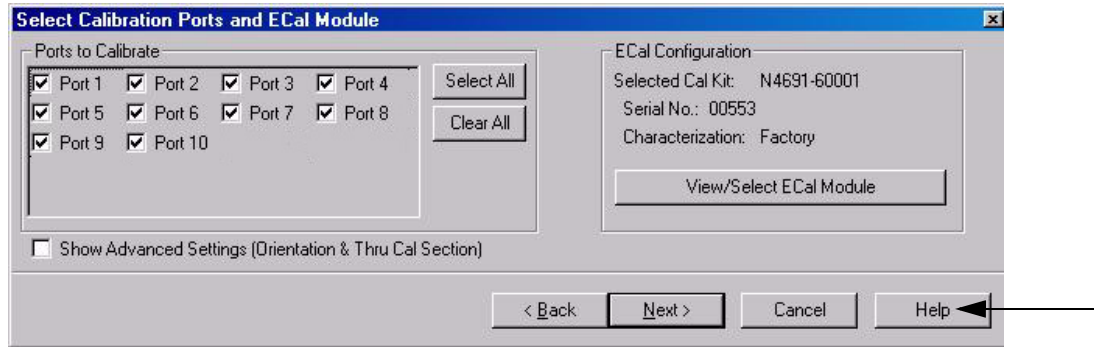 Select Calibration Ports and ECal Module
Ports to Calibrate
Port 1 Port 2 Port 3 Port 4
Port 5 Port 6 Port 7 Port 8
Port 9 Port 10
Select All
Clear All
ECal Configuration
Selected Cal Kit: N4691-60001
Serial No.: 00553
Characterization: Factory
View/Select ECal Module
Show Advanced Settings (Orientation & Thru Cal Section)
< Back Next > Cancel Help